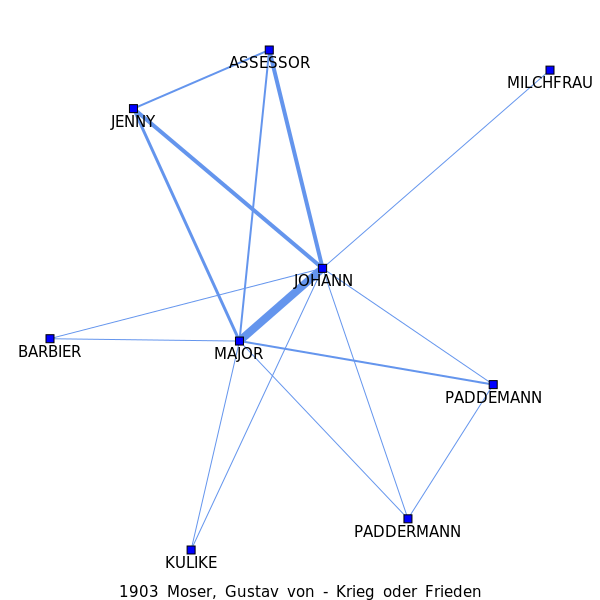 ASSESSOR
MILCHFRAU
JENNY
JOHANN
BARBIER
MAJOR
PADDEMANN
PADDERMANN
KULIKE
1903 Moser, Gustav von - Krieg oder Frieden